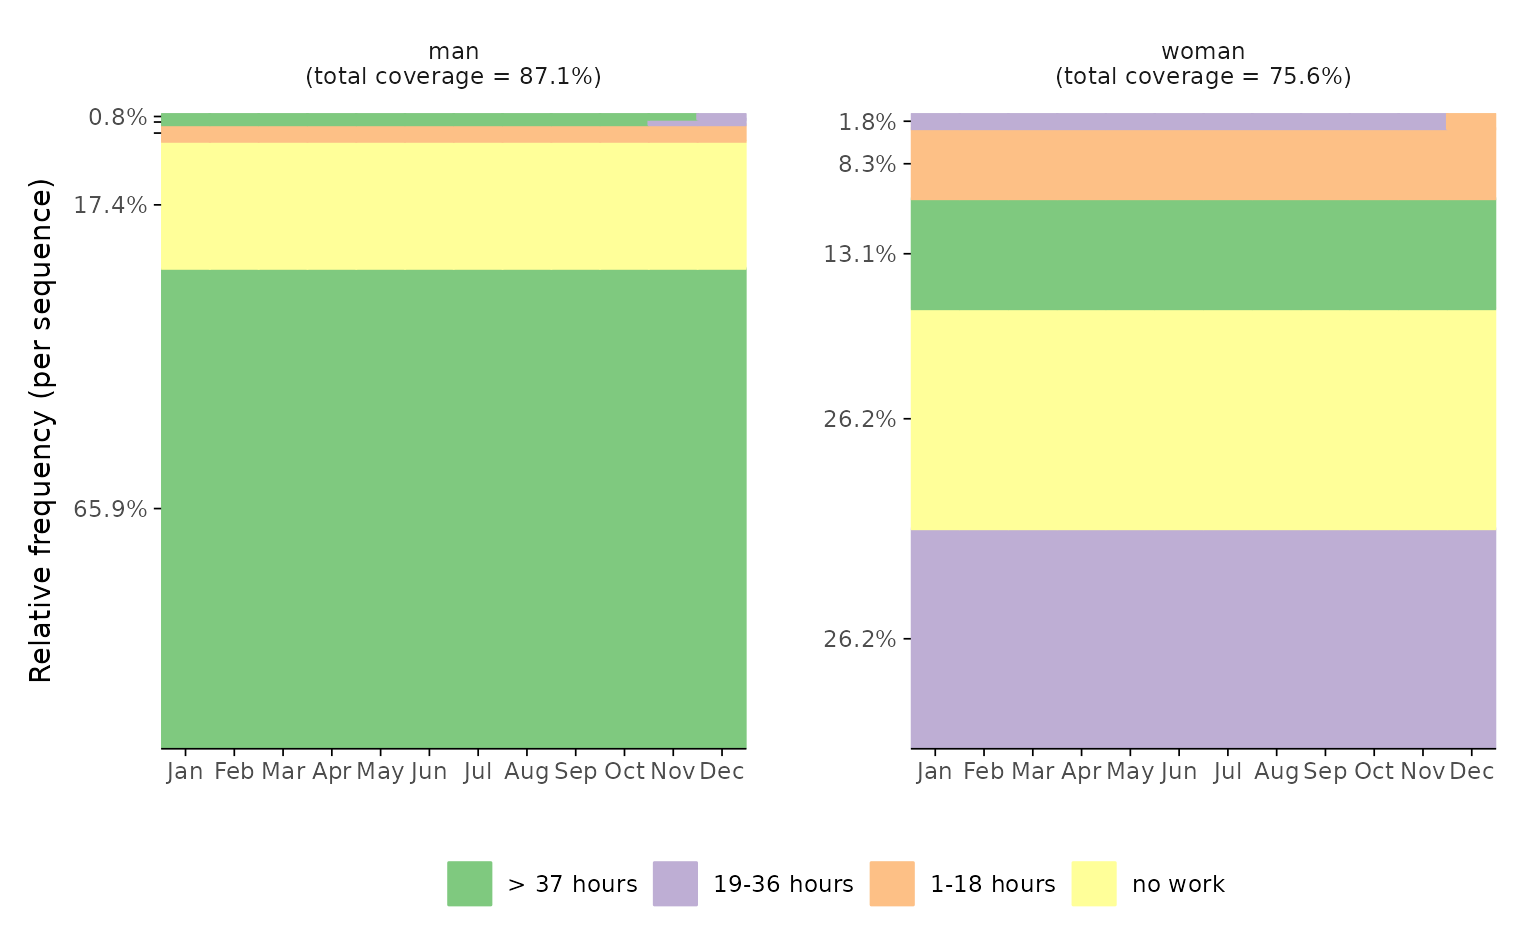 man
(total coverage = 87.1%)
woman
(total coverage = 75.6%)
Relative frequency (per sequence)
0.8%
17.4%
65.9%
1.8%
8.3%
13.1%
26.2%
26.2%
Jan Feb Mar Apr May Jun Jul Aug Sep Oct Nov Dec
Jan Feb Mar Apr May Jun Jul Aug Sep Oct Nov Dec
> 37 hours 19-36 hours 1-18 hours no work